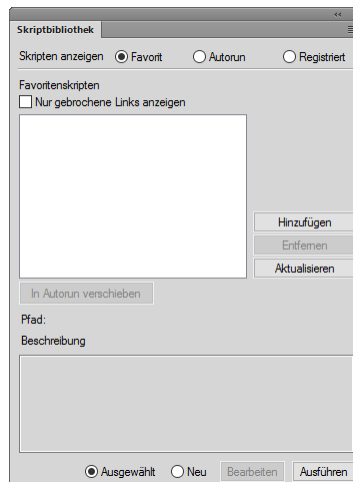 Skriptbibliothek
Skripten anzeigen Favorit Autorun Registriert
Favoritenskripten
Nur gebrochene Links anzeigen
Hinzufügen
Entfernen
Aktualisieren
In Autorun verschieben
Pfad:
Beschreibung
Ausgewählt Neu Bearbeiten Ausführen